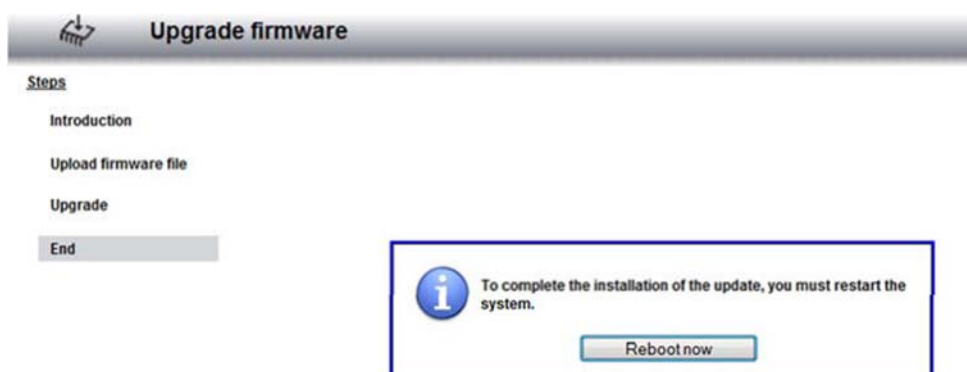 Upgrade firmware
Steps
Introduction
Upload firmware file
Upgrade
End
To complete the installation of the update, you must restart the
system.
Reboot now